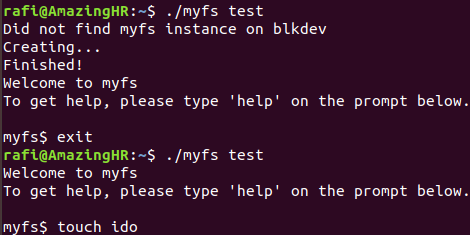 rafi@AmazingHR:~$ ./myfs test
Did not find myfs instance on blkdev
Creating...
Finished!
Welcome to myfs
To get help, please type 'help' on the prompt below.

myfs$ exit
rafi@AmazingHR:~$ ./myfs test
Welcome to myfs
To get help, please type 'help' on the prompt below.

myfs$ touch ido